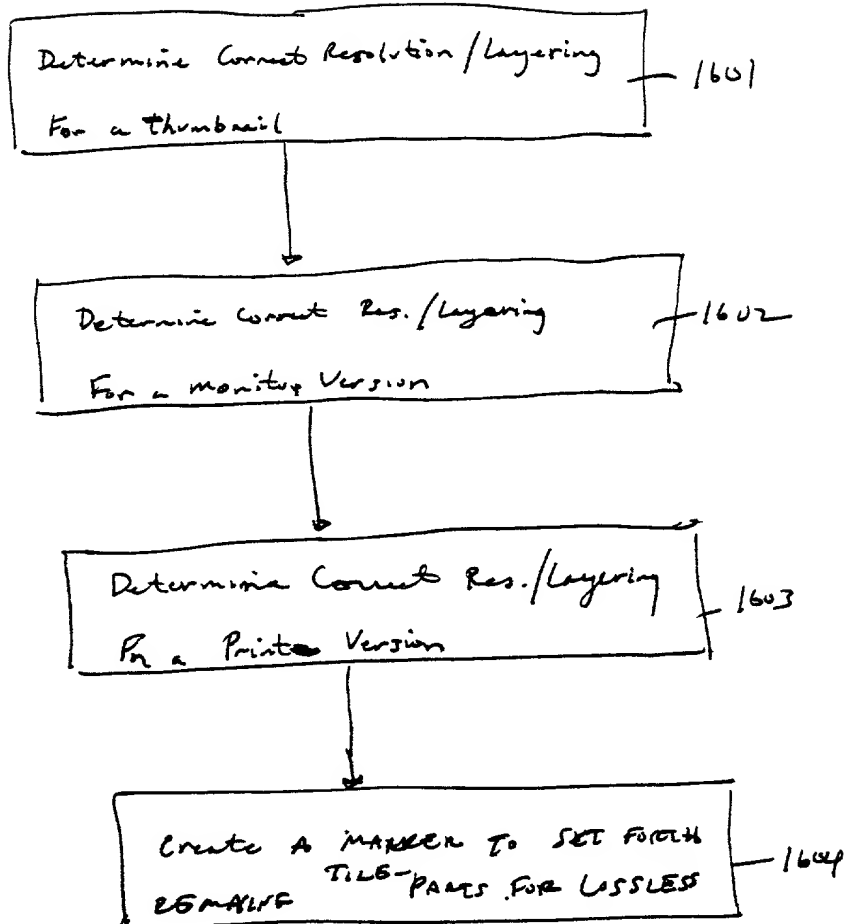 Determine Correct Resolution/Layering
For a thumbnail
1601
Determine Correct Res./Layering
For a monitor Version
1602
Determine Correct Res./Layering
For a Print Version
1603
Create A MARKER TO SET FORTH
TILE-PARTS FOR LOSSLESS
1604